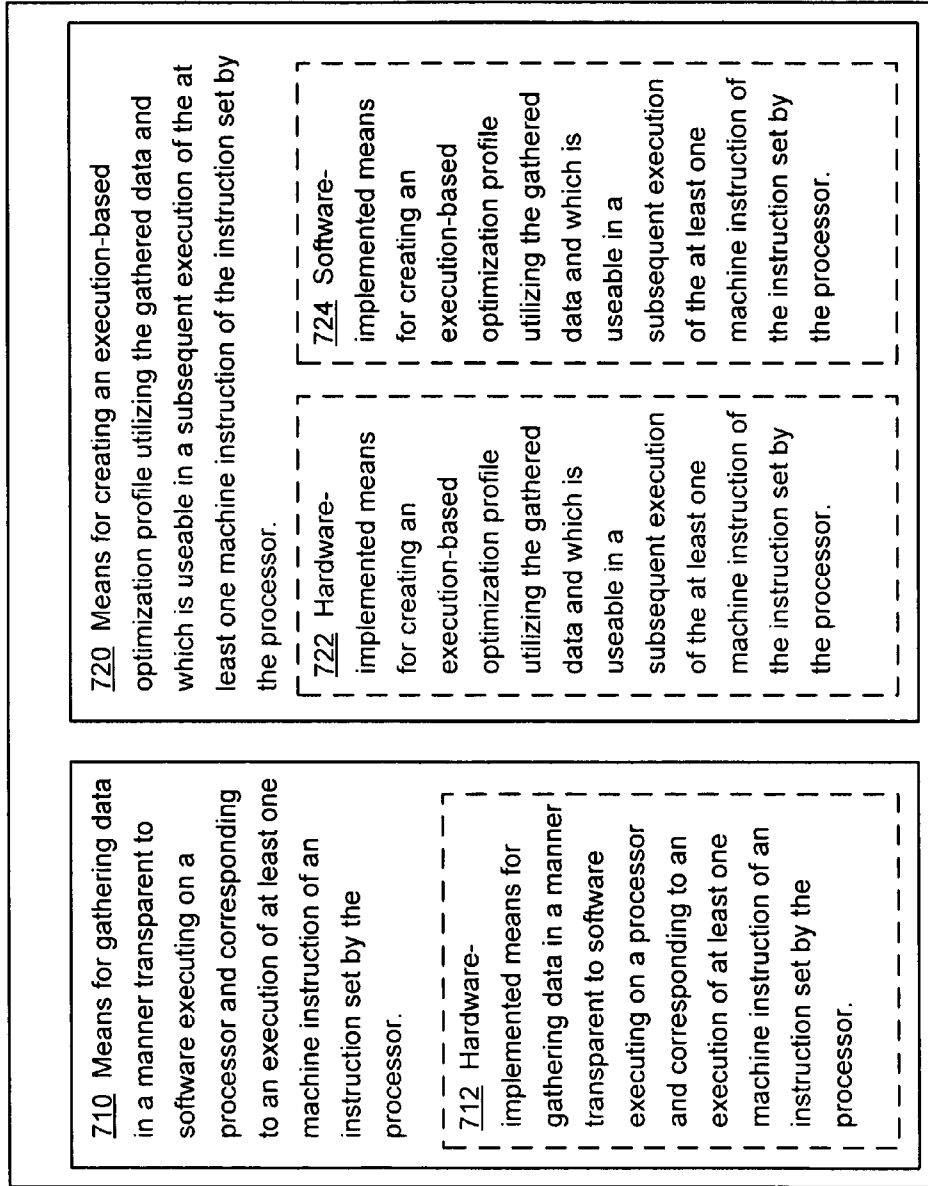 710 Means for gathering data
in a manner transparent to
software executing on a
processor and corresponding
to an execution of at least one
machine instruction of an
instruction set by the
processor.
712 Hardware-
implemented means for
gathering data in a manner
transparent to software
executing on a processor
and corresponding to an
execution of at least one
machine instruction of an
instruction set by the
processor.
720 Means for creating an execution-based
optimization profile utilizing the gathered data and
which is useable in a subsequent execution of the at
least one machine instruction of the instruction set by
the processor.
722 Hardware-
implemented means
for creating an
execution-based
optimization profile
utilizing the gathered
data and which is
useable in a
subsequent execution
of the at least one
machine instruction of
the instruction set by
the processor.
724 Software-
implemented means
for creating an
execution-based
optimization profile
utilizing the gathered
data and which is
useable in a
subsequent execution
of the at least one
machine instruction of
the instruction set by
the processor.